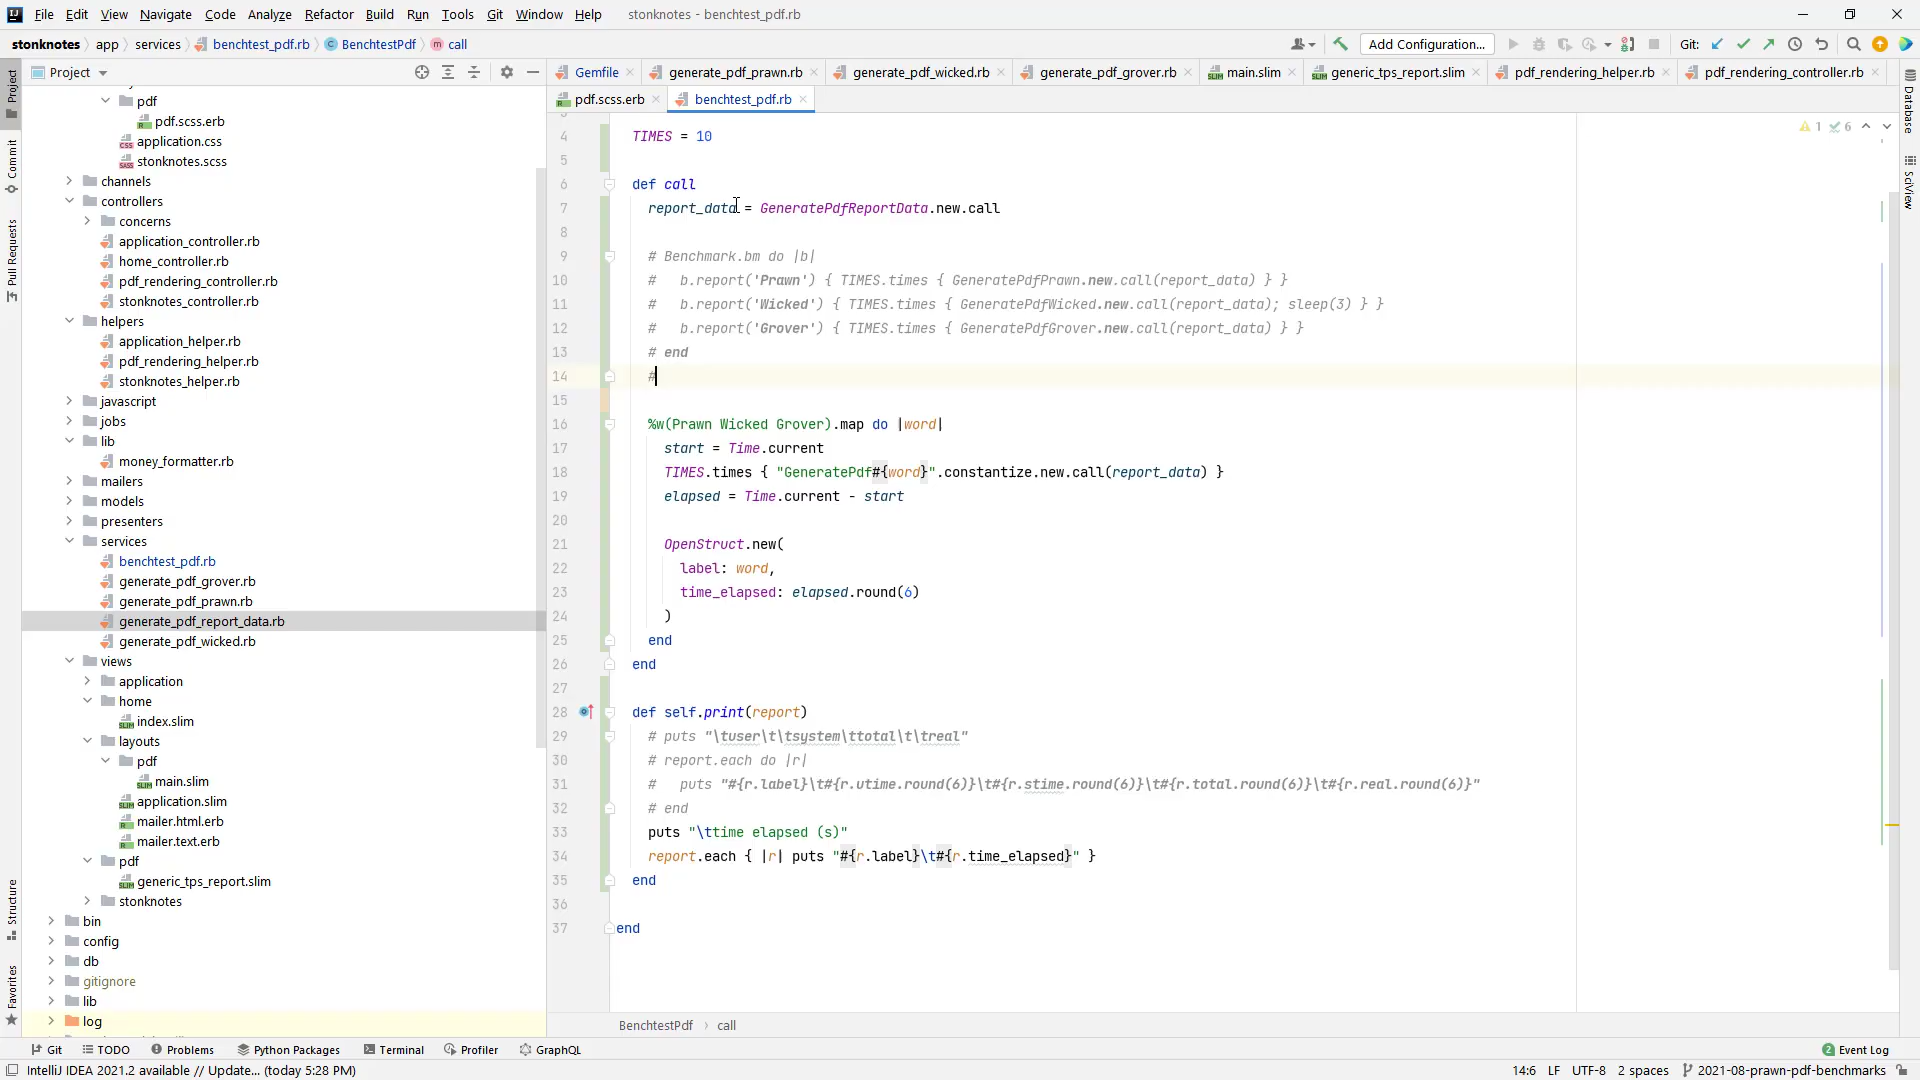 File Edit View Navigate Code Analyze Refactor Build Run Tools Git Window Help stonknotes - benchtest_pdf.rb
stonknotes app services benchtest_pdf.rb BenchtestPdf call Add Configuration... Git:
Project
Gemfile generate_pdf_prawn.rb generate_pdf_wicked.rb generate_pdf_grover.rb main.slim generic_tps_report.slim pdf_rendering_helper.rb pdf_rendering_controller.rb
pdf.scss.erb benchtest_pdf.rb
Project
Commit
Pull Requests
Structure
Favorites
pdf
pdf.scss.erb
application.css
stonknotes.scss
channels
controllers
concerns
application_controller.rb
home_controller.rb
pdf_rendering_controller.rb
stonknotes_controller.rb
helpers
application_helper.rb
pdf_rendering_helper.rb
stonknotes_helper.rb
javascript
jobs
lib
money_formatter.rb
mailers
models
presenters
services
benchtest_pdf.rb
generate_pdf_grover.rb
generate_pdf_prawn.rb
generate_pdf_report_data.rb
generate_pdf_wicked.rb
views
application
home
index.slim
layouts
pdf
main.slim
application.slim
mailer.html.erb
mailer.text.erb
pdf
generic_tps_report.slim
stonknotes
bin
config
db
gitignore
lib
log
4 TIMES = 10
5
6 def call
7 report_data = GeneratePdfReportData.new.call
8
9 # Benchmark.bm do |b|
10 # b.report('Prawn') { TIMES.times { GeneratePdfPrawn.new.call(report_data) } }
11 # b.report('Wicked') { TIMES.times { GeneratePdfWicked.new.call(report_data); sleep(3) } }
12 # b.report('Grover') { TIMES.times { GeneratePdfGrover.new.call(report_data) } }
13 # end
14 #
15
16 %w(Prawn Wicked Grover).map do |word|
17 start = Time.current
18 TIMES.times { "GeneratePdf#{word}".constantize.new.call(report_data) }
19 elapsed = Time.current - start
20
21 OpenStruct.new(
22 label: word,
23 time_elapsed: elapsed.round(6)
24 )
25 end
26 end
27
28 def self.print(report)
29 # puts "\tuser\t\tsystem\ttotal\t\treal"
30 # report.each do |r|
31 # puts "#{r.label}\t#{r.utime.round(6)}\t#{r.stime.round(6)}\t#{r.total.round(6)}\t#{r.real.round(6)}"
32 # end
33 puts "\ttime elapsed (s)"
34 report.each { |r| puts "#{r.label}\t#{r.time_elapsed}" }
35 end
36
37 end
1 6
Database
SciView
BenchtestPdf call
Git TODO Problems Python Packages Terminal Profiler GraphQL 2 Event Log
IntelliJ IDEA 2021.2 available // Update... (today 5:28 PM) 14:6 LF UTF-8 2 spaces 2021-08-prawn-pdf-benchmarks